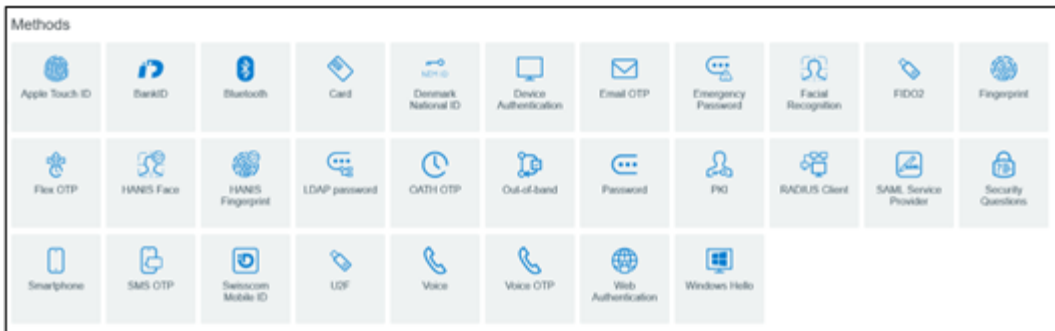 Methods
Apple Touch ID
BankID
Bluetooth
Card
NEM ID
Denmark
National ID
Device
Authentication
Email OTP
Emergency
Password
Facial
Recognition
FIDO2
Fingerprint
Flex OTP
HANIS Face
HANIS
Fingerprint
LDAP password
OATH OTP
Out-of-band
Password
PKI
RADIUS Client
SAML Service
Provider
Security
Questions
Smartphone
SMS OTP
Swisscom
Mobile ID
U2F
Voice
Voice OTP
Web
Authentication
Windows Hello